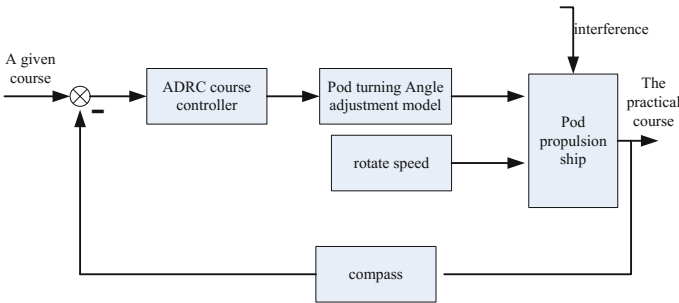 A given
course
ADRC course
controller
Pod turning Angle
adjustment model
rotate speed
interference
Pod
propulsion
ship
The
practical
course
compass